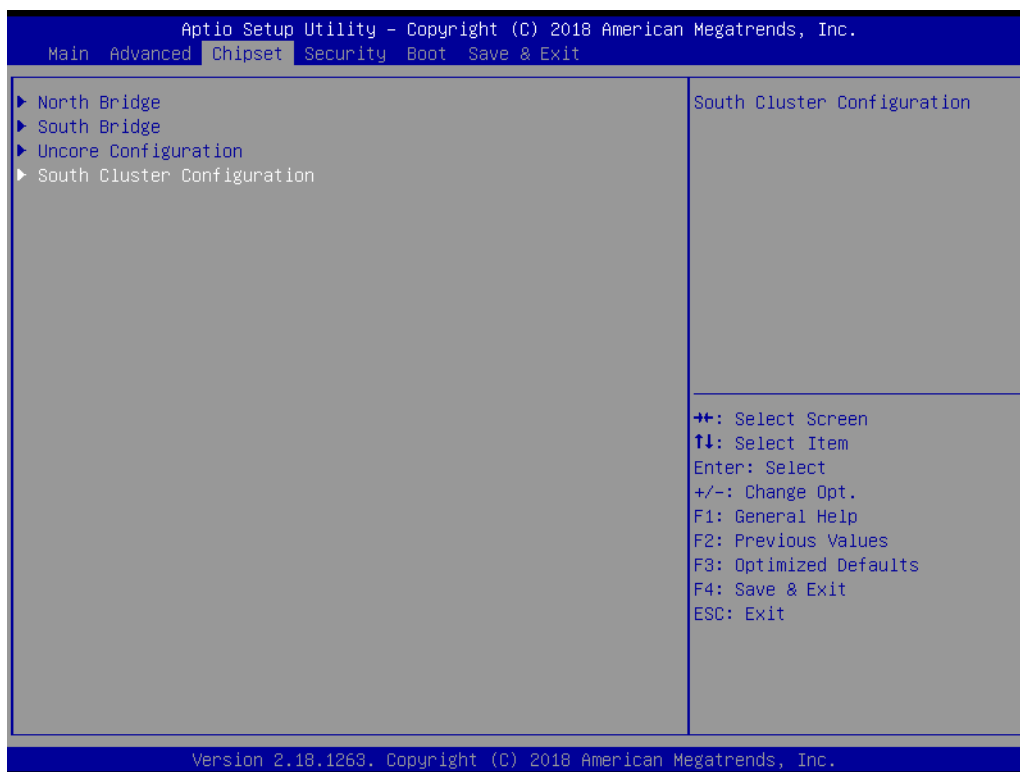 Aptio Setup Utility – Copyright (C) 2018 American Megatrends, Inc.
Main Advanced Chipset Security Boot Save & Exit
▶ North Bridge
▶ South Bridge
▶ Uncore Configuration
▶ South Cluster Configuration
South Cluster Configuration
→←: Select Screen
↑↓: Select Item
Enter: Select
+/-: Change Opt.
F1: General Help
F2: Previous Values
F3: Optimized Defaults
F4: Save & Exit
ESC: Exit
Version 2.18.1263. Copyright (C) 2018 American Megatrends, Inc.